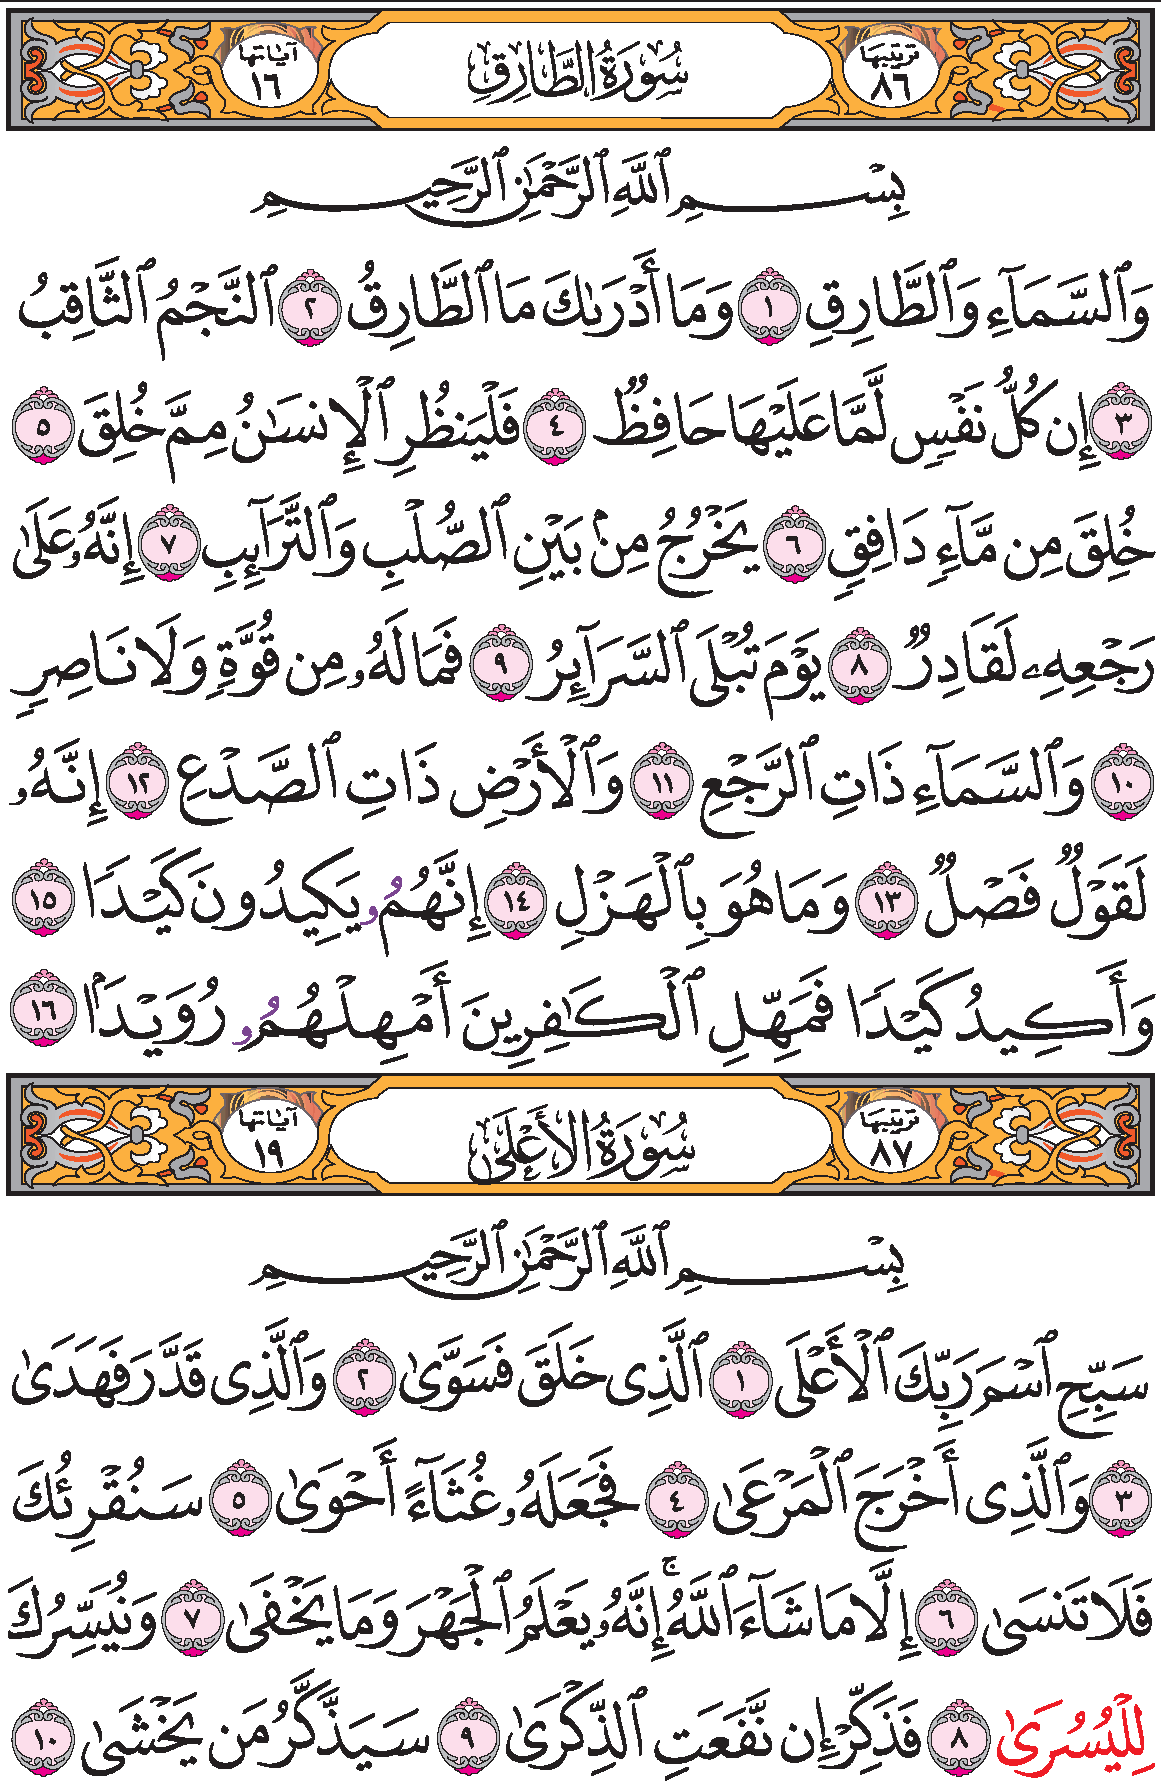 ترتيبها ٨٦ سُورَةُ الطَّارِقِ آياتها ١٦
بِسْمِ ٱللَّهِ ٱلرَّحْمَٰنِ ٱلرَّحِيمِ
وَٱلسَّمَآءِ وَٱلطَّارِقِ ١ وَمَآ أَدْرَىٰكَ مَا ٱلطَّارِقُ ٢ ٱلنَّجْمُ ٱلثَّاقِبُ
٣ إِن كُلُّ نَفْسٍ لَّمَّا عَلَيْهَا حَافِظٌ ٤ فَلْيَنظُرِ ٱلْإِنسَٰنُ مِمَّ خُلِقَ ٥
خُلِقَ مِن مَّآءٍ دَافِقٍ ٦ يَخْرُجُ مِنۢ بَيْنِ ٱلصُّلْبِ وَٱلتَّرَآئِبِ ٧ إِنَّهُۥ عَلَىٰ
رَجْعِهِۦ لَقَادِرٌ ٨ يَوْمَ تُبْلَى ٱلسَّرَآئِرُ ٩ فَمَا لَهُۥ مِن قُوَّةٍ وَلَا نَاصِرٍ
١٠ وَٱلسَّمَآءِ ذَاتِ ٱلرَّجْعِ ١١ وَٱلْأَرْضِ ذَاتِ ٱلصَّدْعِ ١٢ إِنَّهُۥ
لَقَوْلٌ فَصْلٌ ١٣ وَمَا هُوَ بِٱلْهَزْلِ ١٤ إِنَّهُمُۥ يَكِيدُونَ كَيْدًا ١٥
وَأَكِيدُ كَيْدًا فَمَهِّلِ ٱلْكَٰفِرِينَ أَمْهِلْهُمُۥ رُوَيْدَۢا ١٦
ترتيبها ٨٧ سُورَةُ الأَعْلَىٰ آياتها ١٩
بِسْمِ ٱللَّهِ ٱلرَّحْمَٰنِ ٱلرَّحِيمِ
سَبِّحِ ٱسْمَ رَبِّكَ ٱلْأَعْلَى ١ ٱلَّذِى خَلَقَ فَسَوَّىٰ ٢ وَٱلَّذِى قَدَّرَ فَهَدَىٰ
٣ وَٱلَّذِىٓ أَخْرَجَ ٱلْمَرْعَىٰ ٤ فَجَعَلَهُۥ غُثَآءً أَحْوَىٰ ٥ سَنُقْرِئُكَ
فَلَا تَنسَىٰٓ ٦ إِلَّا مَا شَآءَ ٱللَّهُ ۚ إِنَّهُۥ يَعْلَمُ ٱلْجَهْرَ وَمَا يَخْفَىٰ ٧ وَنُيَسِّرُكَ
لِلْيُسُرَىٰ ٨ فَذَكِّرْ إِن نَّفَعَتِ ٱلذِّكْرَىٰ ٩ سَيَذَّكَّرُ مَن يَخْشَىٰ ١٠